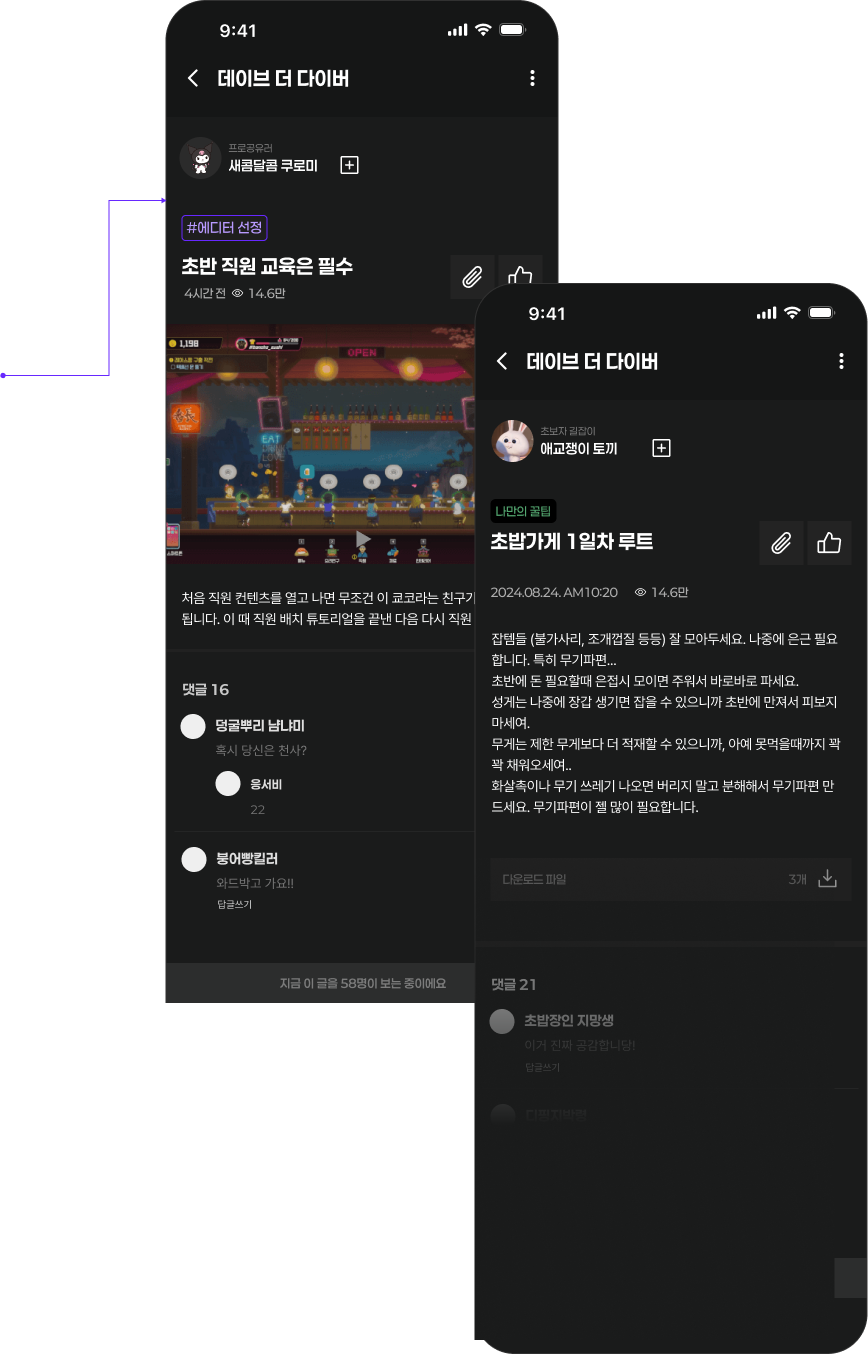 9:41
데이브 더 다이버
프로공유러
새콤달콤 쿠로미
#에디터 선정
초반 직원 교육은 필수
4시간 전 14.6만
1,198
OPEN
EAT
처음 직원 컨텐츠를 열고 나면 무조건 이 쿄코라는 친구가
됩니다. 이 때 직원 배치 튜토리얼을 끝낸 다음 다시 직원
댓글 16
덩굴뿌리 냠냐미
혹시 당신은 천사?
응서비
22
붕어빵킬러
와드박고 가요!!
답글쓰기
지금 이 글을 58명이 보는 중이에요
9:41
데이브 더 다이버
초보자 길잡이
애교쟁이 토끼
나만의 꿀팁
초밥가게 1일차 루트
2024.08.24. AM10:20 14.6만
잡템들 (불가사리, 조개껍질 등등) 잘 모아두세요. 나중에 은근 필요
합니다. 특히 무기파편...
초반에 돈 필요할때 은접시 모이면 주워서 바로바로 파세요.
성게는 나중에 장갑 생기면 잡을 수 있으니까 초반에 만져서 피보지
마세여.
무게는 제한 무게보다 더 적재할 수 있으니까, 아예 못먹을때까지 꽉
꽉 채워오세여..
화살촉이나 무기 쓰레기 나오면 버리지 말고 분해해서 무기파편 만
드세요. 무기파편이 젤 많이 필요합니다.
다운로드 파일 3개
댓글 21
초밥장인 지망생
이거 진짜 공감합니당!
답글쓰기